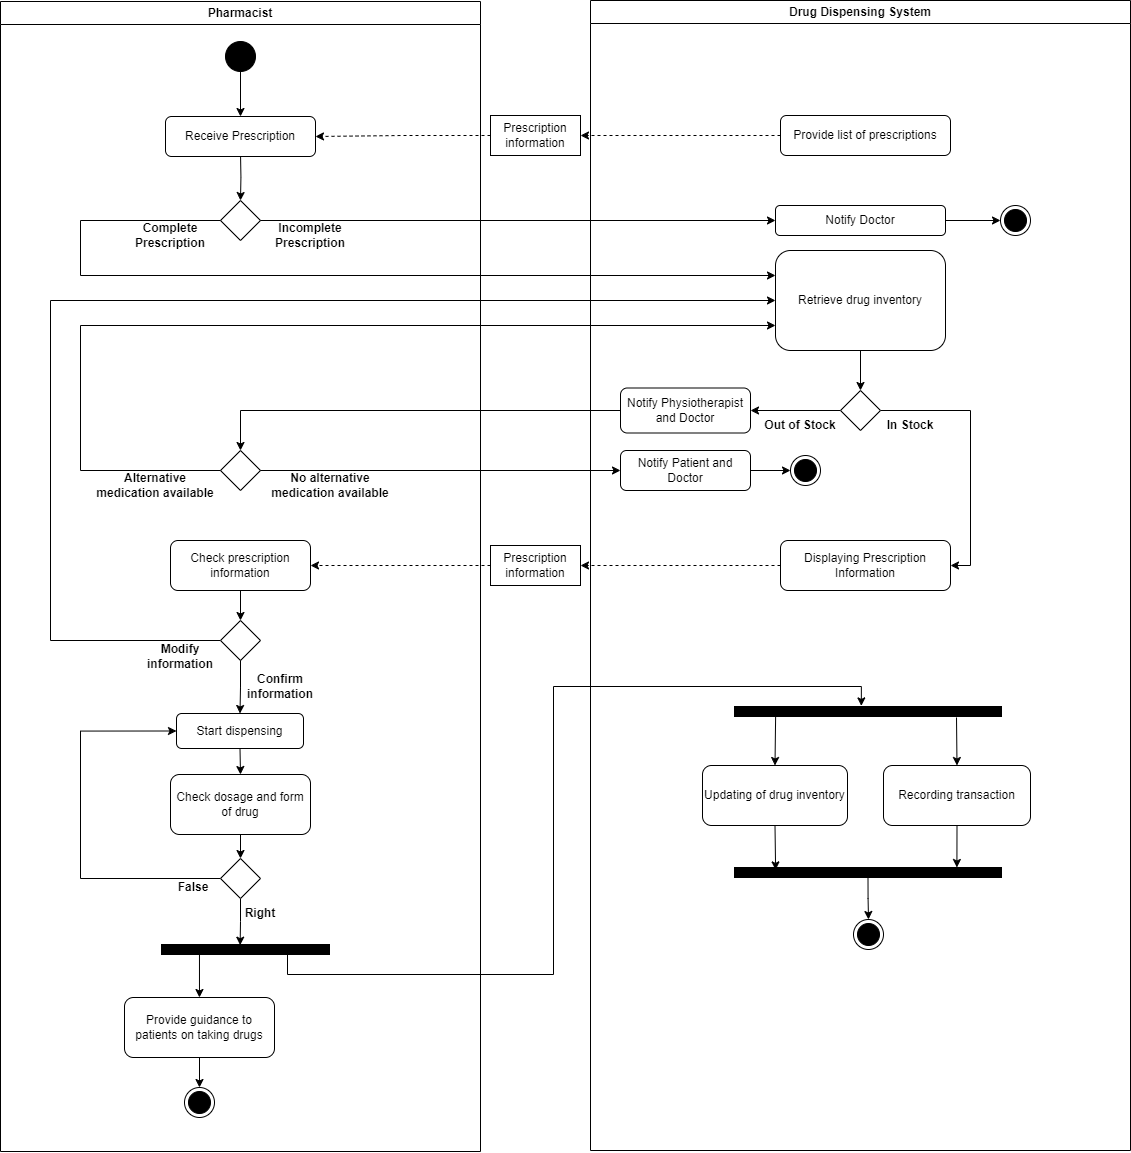 Pharmacist
Drug Dispensing System
Receive Prescription
Prescription
information
Provide list of prescriptions
Complete
Prescription
Incomplete
Prescription
Notify Doctor
Retrieve drug inventory
Notify Physiotherapist
and Doctor
Out of Stock
In Stock
Alternative
medication available
No alternative
medication available
Notify Patient and
Doctor
Check prescription
information
Prescription
information
Displaying Prescription
Information
Modify
information
Confirm
information
Start dispensing
Check dosage and form
of drug
Updating of drug inventory
Recording transaction
False
Right
Provide guidance to
patients on taking drugs